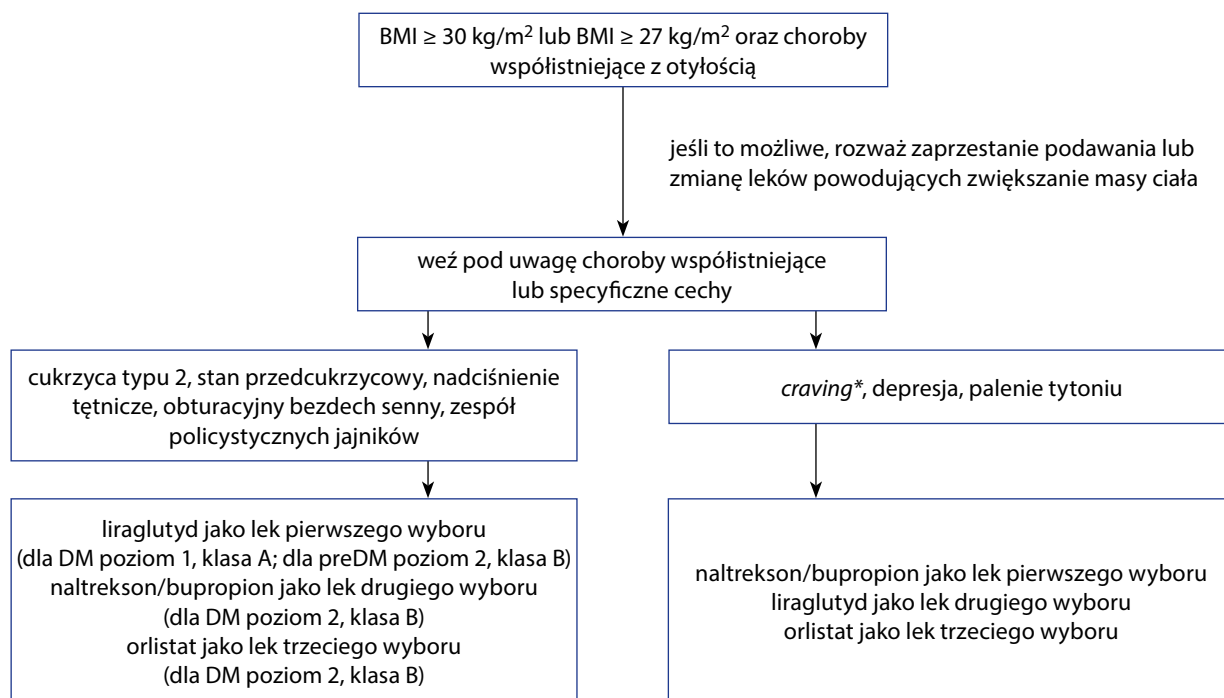 BMI ≥ 30 kg/m² lub BMI ≥ 27 kg/m² oraz choroby
współistniejące z otyłością
jeśli to możliwe, rozważ zaprzestanie podawania lub
zmianę leków powodujących zwiększanie masy ciała
weź pod uwagę choroby współistniejące
lub specyficzne cechy
cukrzyca typu 2, stan przedcukrzycowy, nadciśnienie
tętnicze, obturacyjny bezdech senny, zespół
policystycznych jajników
craving*, depresja, palenie tytoniu
liraglutyd jako lek pierwszego wyboru
(dla DM poziom 1, klasa A; dla preDM poziom 2, klasa B)
naltrekson/bupropion jako lek drugiego wyboru
(dla DM poziom 2, klasa B)
orlistat jako lek trzeciego wyboru
(dla DM poziom 2, klasa B)
naltrekson/bupropion jako lek pierwszego wyboru
liraglutyd jako lek drugiego wyboru
orlistat jako lek trzeciego wyboru